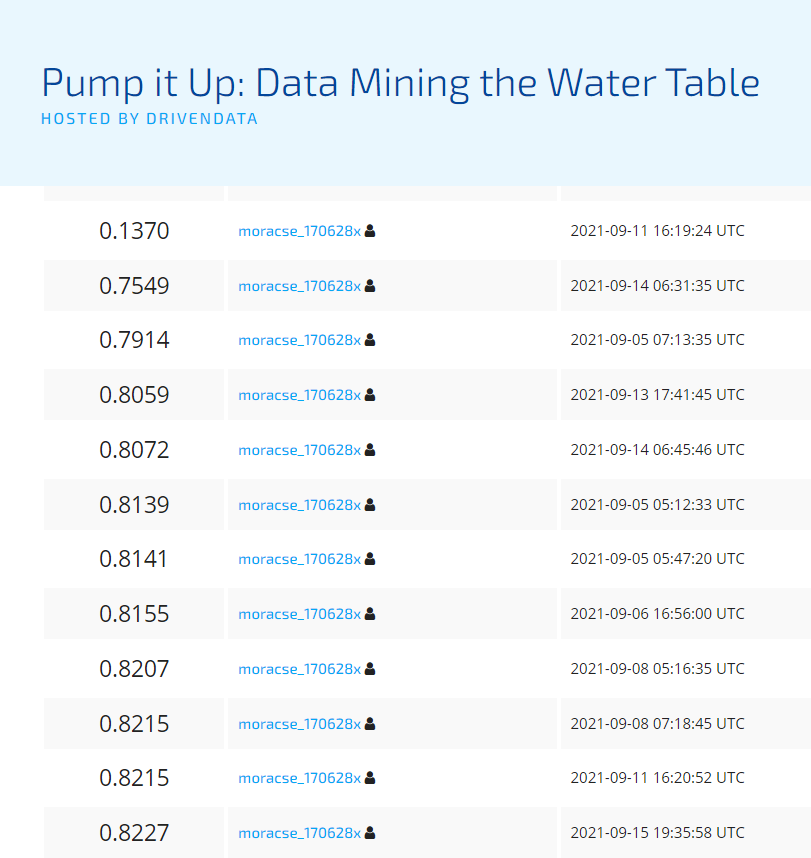 Pump it Up: Data Mining the Water Table
HOSTED BY DRIVENDATA
0.1370 moracse_170628x 2021-09-11 16:19:24 UTC
0.7549 moracse_170628x 2021-09-14 06:31:35 UTC
0.7914 moracse_170628x 2021-09-05 07:13:35 UTC
0.8059 moracse_170628x 2021-09-13 17:41:45 UTC
0.8072 moracse_170628x 2021-09-14 06:45:46 UTC
0.8139 moracse_170628x 2021-09-05 05:12:33 UTC
0.8141 moracse_170628x 2021-09-05 05:47:20 UTC
0.8155 moracse_170628x 2021-09-06 16:56:00 UTC
0.8207 moracse_170628x 2021-09-08 05:16:35 UTC
0.8215 moracse_170628x 2021-09-08 07:18:45 UTC
0.8215 moracse_170628x 2021-09-11 16:20:52 UTC
0.8227 moracse_170628x 2021-09-15 19:35:58 UTC